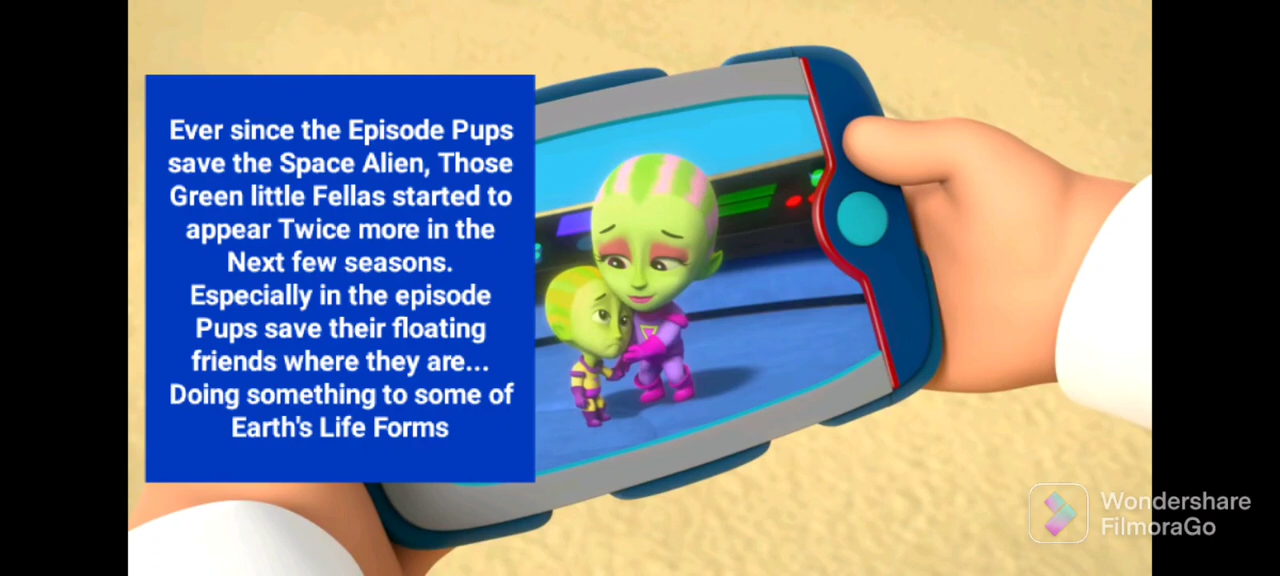 Ever since the Episode Pups
save the Space Alien, Those
Green little Fellas started to
appear Twice more in the
Next few seasons.
Especially in the episode
Pups save their floating
friends where they are...
Doing something to some of
Earth's Life Forms
Wondershare
FilmoraGo